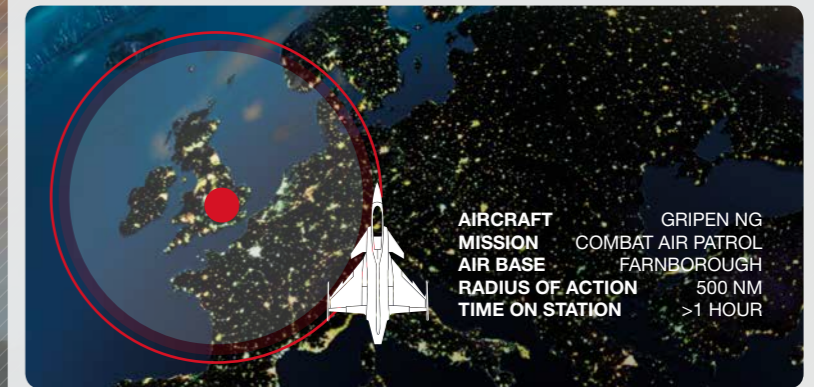 AIRCRAFT GRIPEN NG
MISSION COMBAT AIR PATROL
AIR BASE FARNBOROUGH
RADIUS OF ACTION 500 NM
TIME ON STATION >1 HOUR